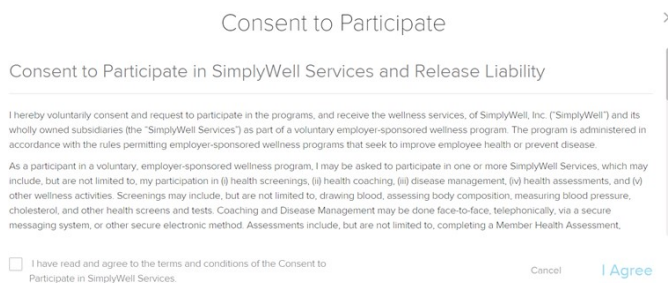 Consent to Participate
Consent to Participate in SimplyWell Services and Release Liability
I hereby voluntarily consent and request to participate in the programs, and receive the wellness services, of SimplyWell, Inc. ("SimplyWell") and its
wholly owned subsidiaries (the "SimplyWell Services") as part of a voluntary employer-sponsored wellness program. The program is administered in
accordance with the rules permitting employer-sponsored wellness programs that seek to improve employee health or prevent disease.
As a participant in a voluntary, employer-sponsored wellness program, I may be asked to participate in one or more SimplyWell Services, which may
include, but are not limited to, my participation in (i) health screenings, (ii) health coaching, (iii) disease management, (iv) health assessments, and (v)
other wellness activities. Screenings may include, but are not limited to, drawing blood, assessing body composition, measuring blood pressure,
cholesterol, and other health screens and tests. Coaching and Disease Management may be done face-to-face, telephonically, via a secure
messaging system, or other secure electronic method. Assessments include, but are not limited to, completing a Member Health Assessment,
I have read and agree to the terms and conditions of the Consent to
Participate in SimplyWell Services.
Cancel
I Agree